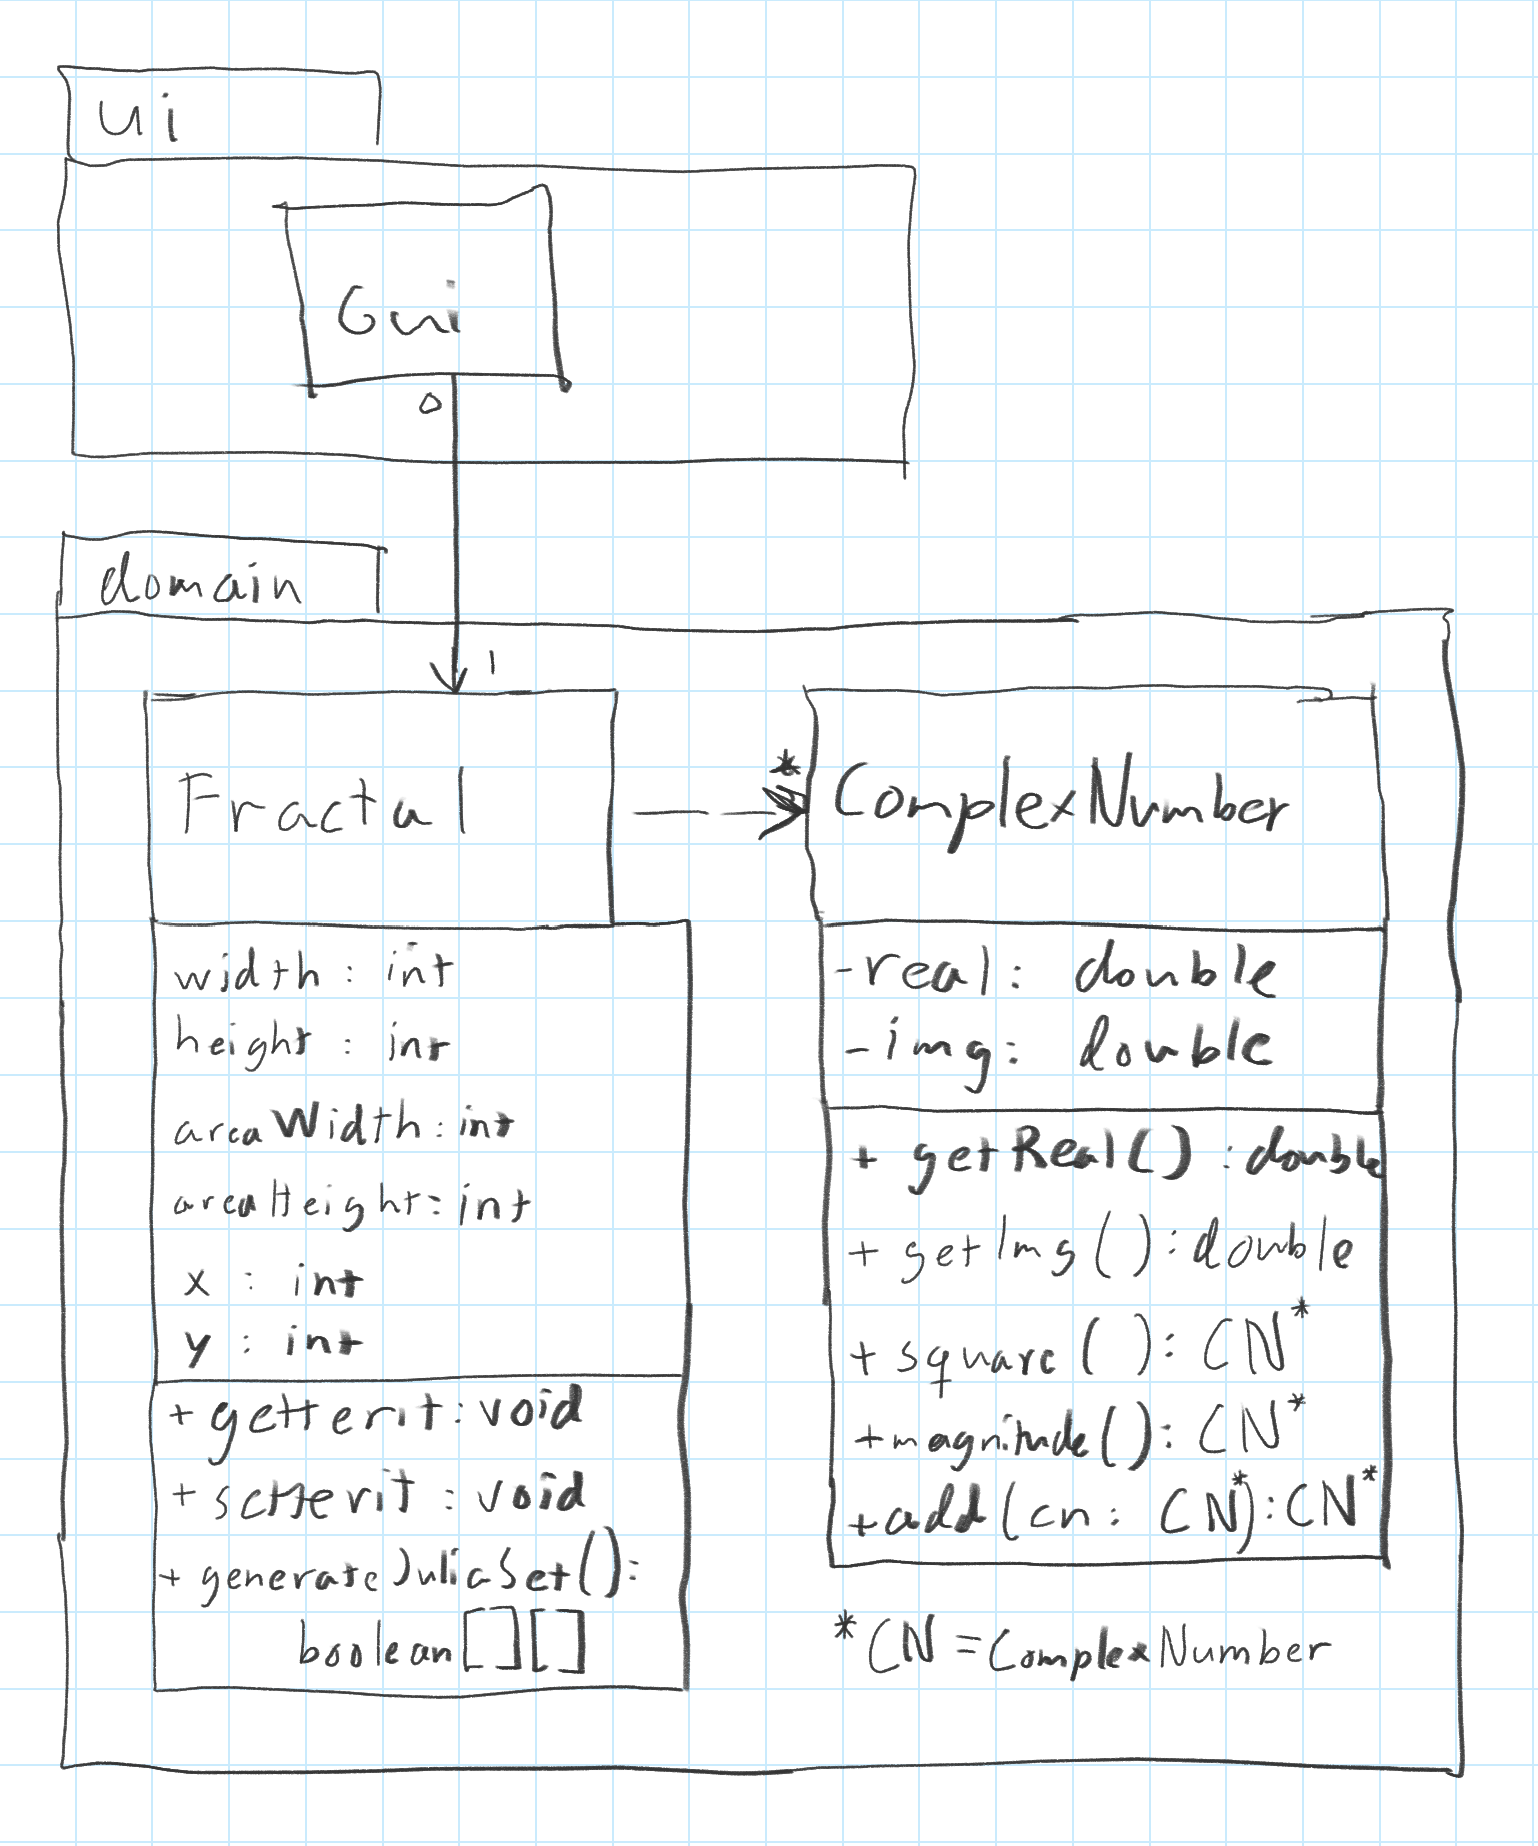 ui
Gui
0
domain
1
Fractal
*
ComplexNumber
width : int
height : int
areaWidth : int
areaHeight : int
x : int
y : int
+ getterit : void
+ setterit : void
+ generateJuliaSet() :
boolean[][]
- real : double
- img : double
+ getReal() : double
+ getImg() : double
+ square() : CN*
+ magnitude() : CN*
+ add(cn : CN*) : CN*
* CN = ComplexNumber